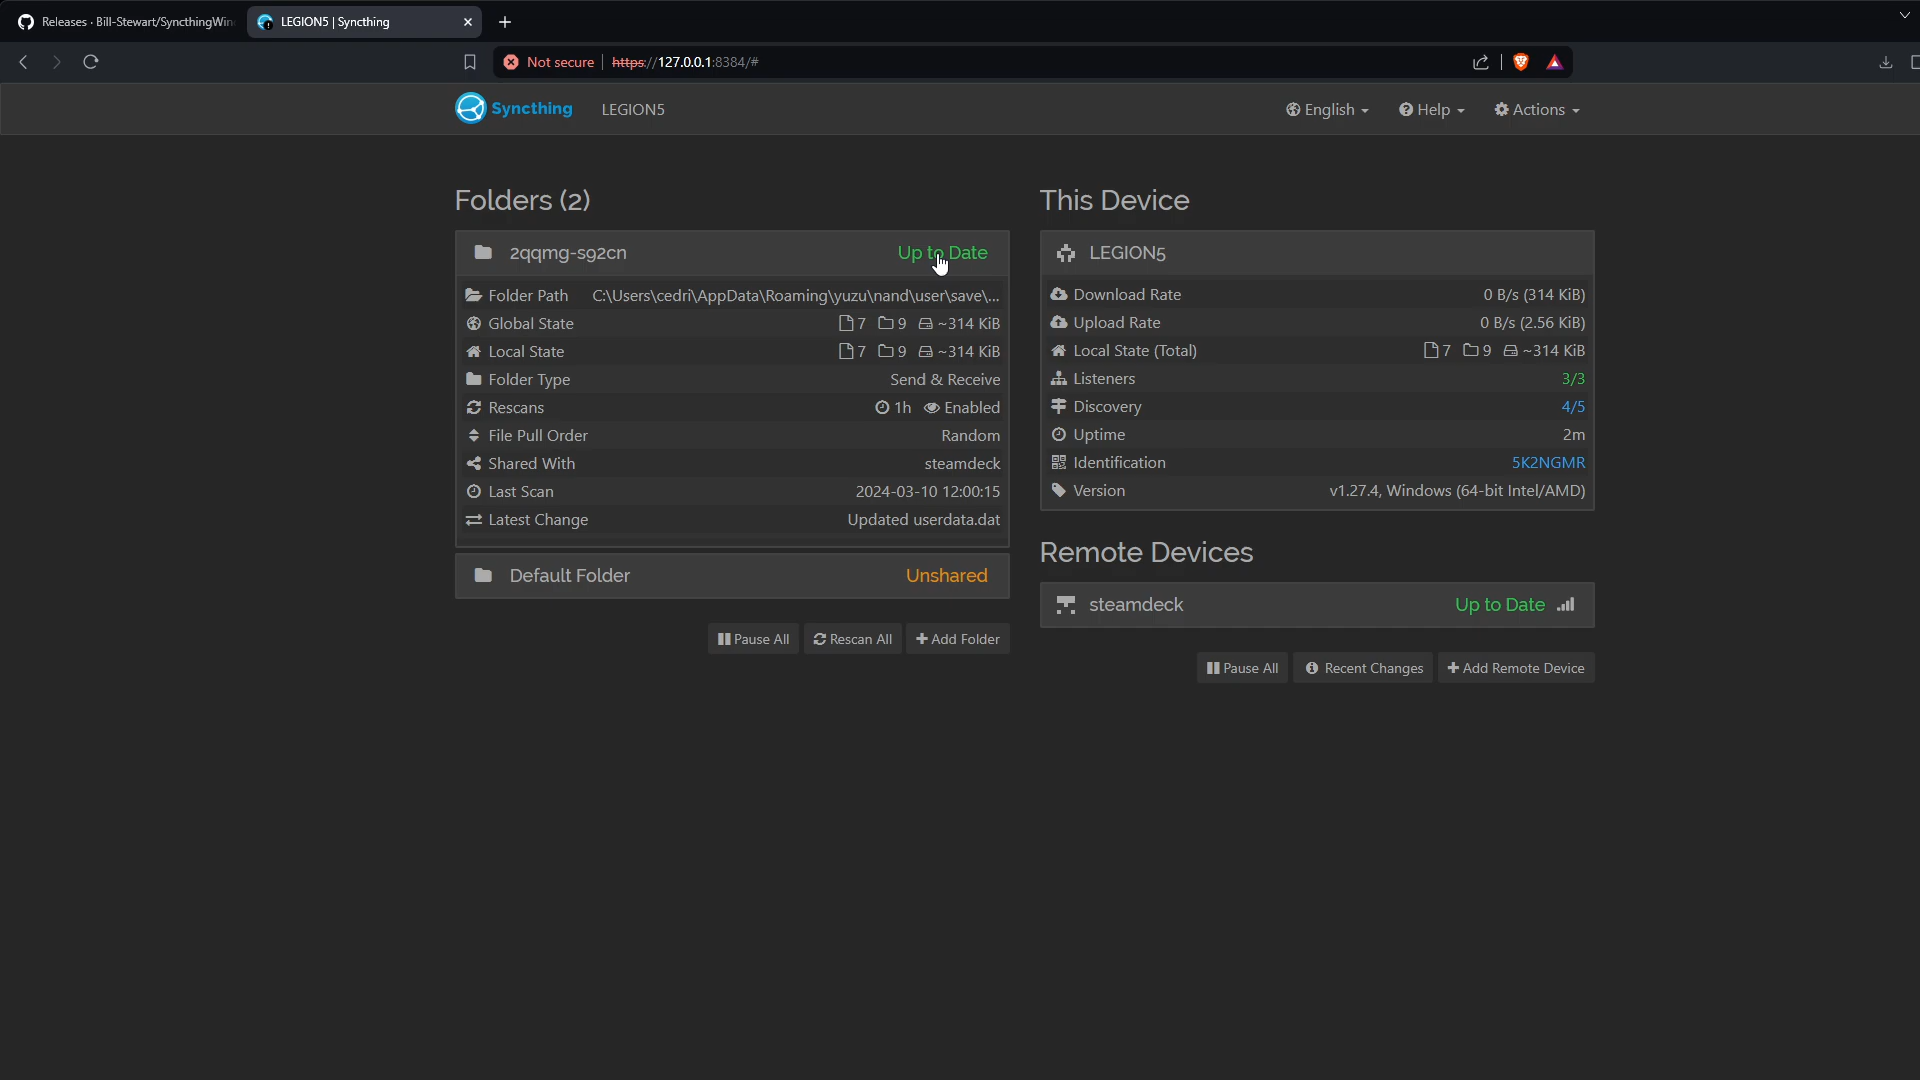 Releases · Bill-Stewart/SyncthingWin
LEGION5 | Syncthing
Not secure
https://127.0.0.1:8384/#
Syncthing
LEGION5
English
Help
Actions
Folders (2)
2qqmg-s92cn
Up to Date
Folder Path
C:\Users\cedri\AppData\Roaming\yuzu\nand\user\save\...
Global State
7 9 ~314 KiB
Local State
7 9 ~314 KiB
Folder Type
Send & Receive
Rescans
1h Enabled
File Pull Order
Random
Shared With
steamdeck
Last Scan
2024-03-10 12:00:15
Latest Change
Updated userdata.dat
Default Folder
Unshared
Pause All
Rescan All
Add Folder
This Device
LEGION5
Download Rate
0 B/s (314 KiB)
Upload Rate
0 B/s (2.56 KiB)
Local State (Total)
7 9 ~314 KiB
Listeners
3/3
Discovery
4/5
Uptime
2m
Identification
5K2NGMR
Version
v1.27.4, Windows (64-bit Intel/AMD)
Remote Devices
steamdeck
Up to Date
Pause All
Recent Changes
Add Remote Device